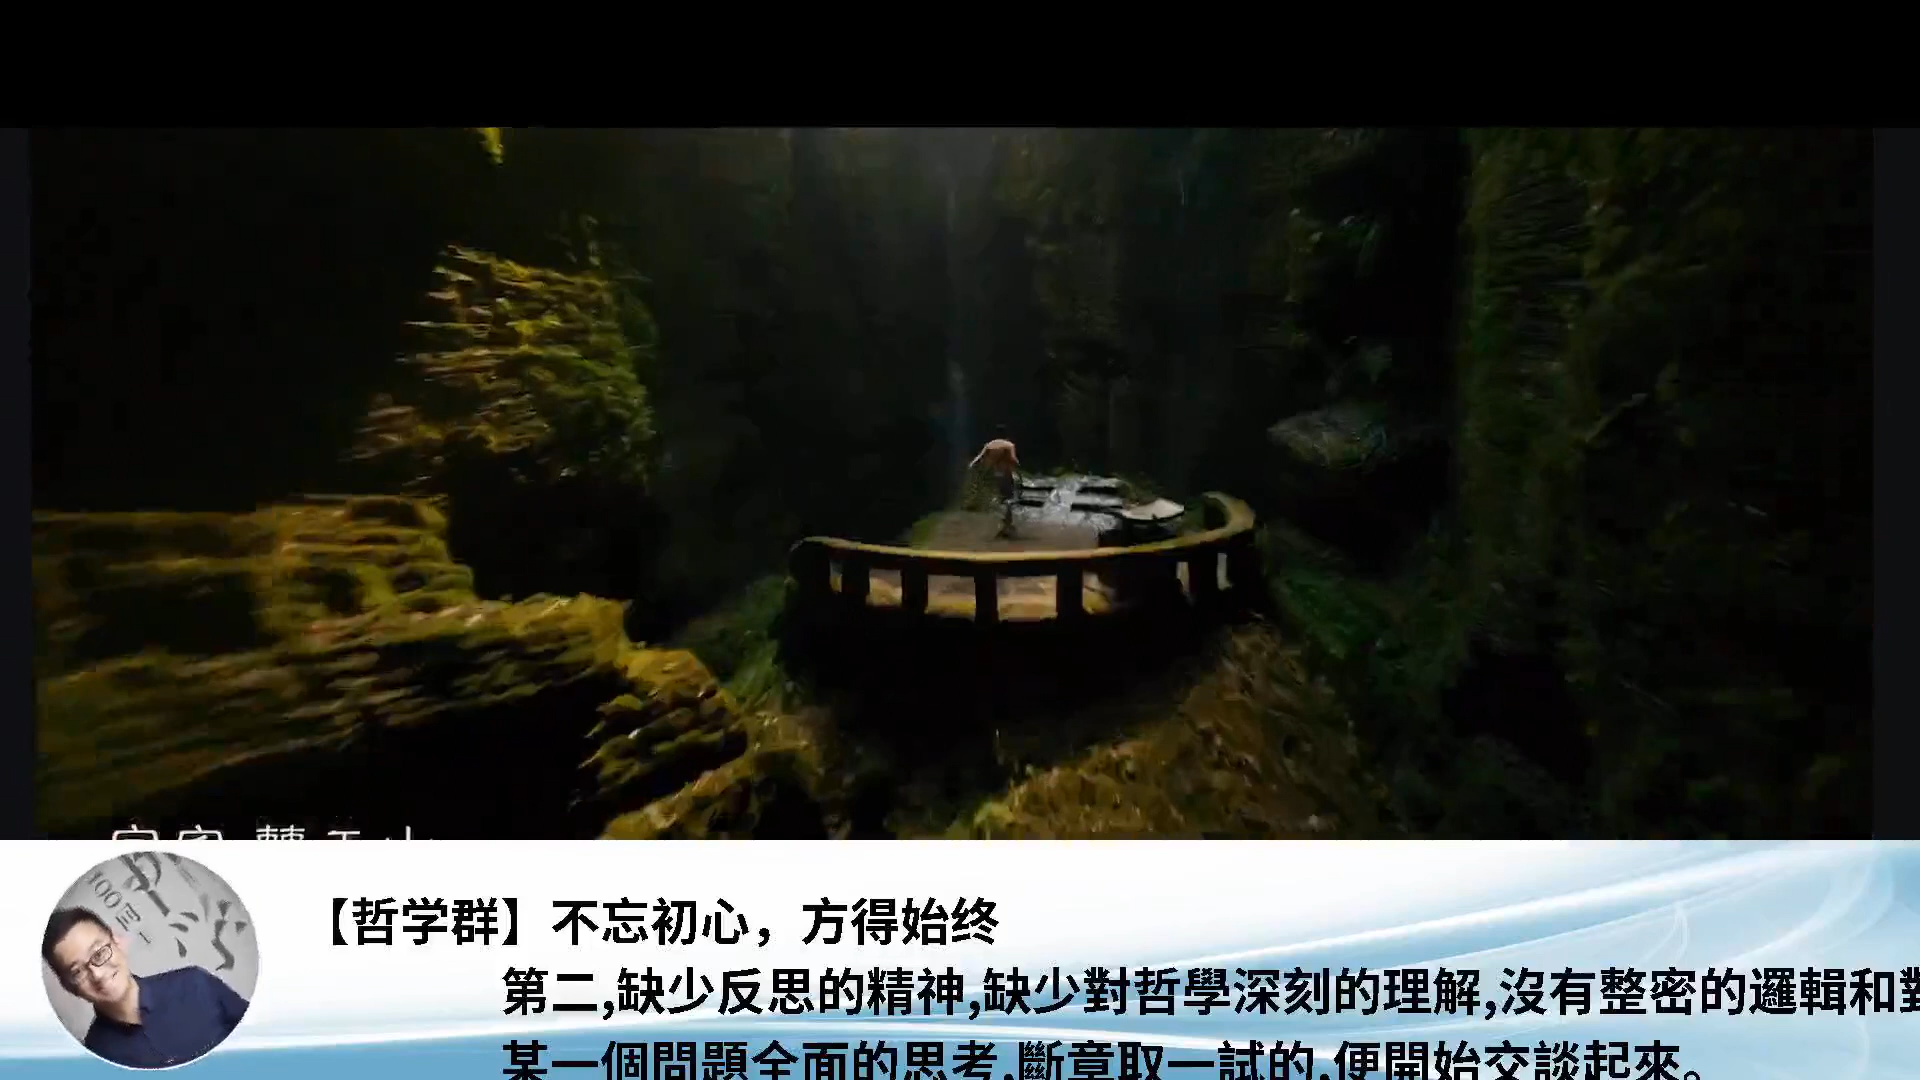 【哲学群】不忘初心，方得始终
第二,缺少反思的精神,缺少對哲學深刻的理解,沒有整密的邏輯和對
某一個問題全面的思考,斷章取一試的,便開始交談起來。